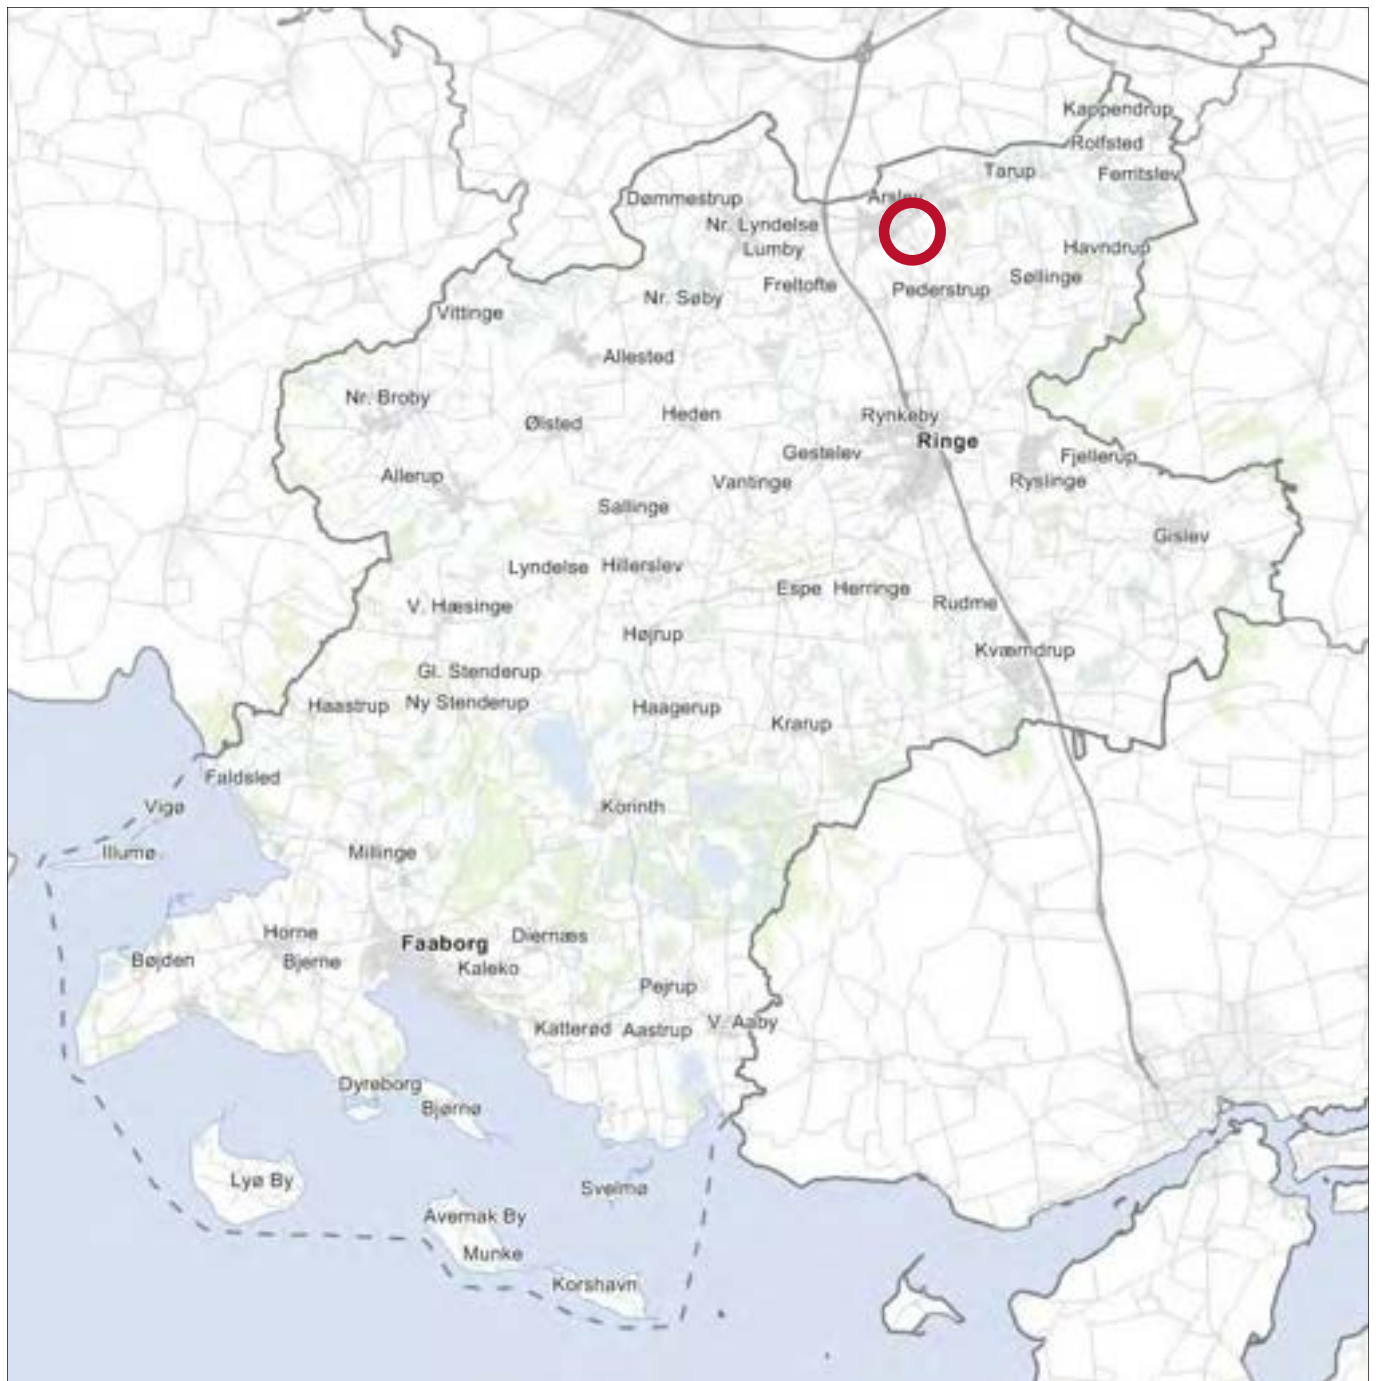 Kappendrup
Rolfsted
Tarup
Ferritslev
Dømmestrup
Årslev
Nr. Lyndelse
Lumby
Havndrup
Freltofte
Pederstrup
Søllinge
Nr. Søby
Vittinge
Allested
Nr. Broby
Ølsted
Heden
Rynkeby
Ringe
Gestelev
Fjellerup
Allerup
Vantinge
Ryslinge
Sallinge
Gislev
Lyndelse
Hillerslev
Espe
Herringe
Rudme
V. Hæsinge
Højrup
Kværndrup
Gl. Stenderup
Haastrup
Ny Stenderup
Haagerup
Krarup
Faldsled
Vigø
Korinth
Illumø
Millinge
Horne
Faaborg
Diernæs
Bøjden
Bjerne
Kaleko
Pejrup
Katterød
Aastrup
V. Aaby
Dyreborg
Bjørnø
Lyø By
Svelmø
Avernak By
Munke
Korshavn